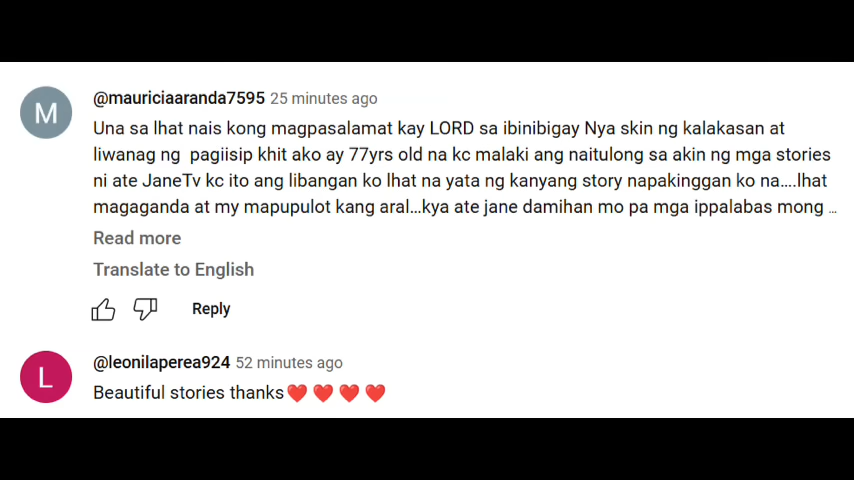 M
@mauriciaaranda7595 25 minutes ago
Una sa lhat nais kong magpasalamat kay LORD sa ibinibigay Nya skin ng kalakasan at
liwanag ng pagiisip khit ako ay 77yrs old na kc malaki ang naitulong sa akin ng mga stories
ni ate JaneTv kc ito ang libangan ko lhat na yata ng kanyang story napakinggan ko na....lhat
magaganda at my mapupulot kang aral...kya ate jane damihan mo pa mga ippalabas mong ...
Read more
Translate to English
Reply
L
@leonilaperea924 52 minutes ago
Beautiful stories thanks❤️❤️❤️❤️